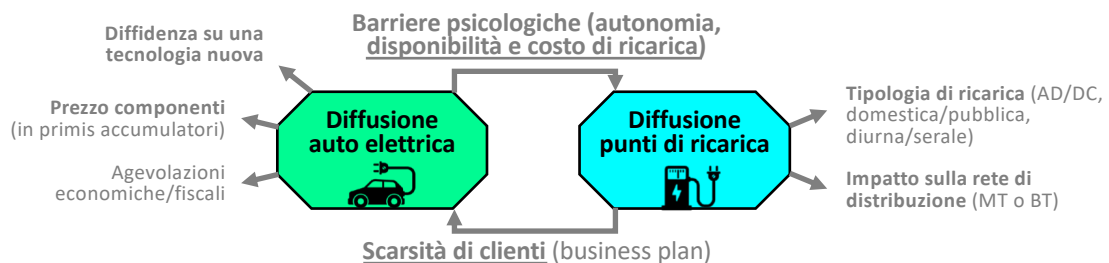 Barriere psicologiche (autonomia,
disponibilità e costo di ricarica)
Diffidenza su una
tecnologia nuova
Prezzo componenti
(in primis accumulatori)
Agevolazioni
economiche/fiscali
Diffusione
auto elettrica
Diffusione
punti di ricarica
Tipologia di ricarica (AD/DC,
domestica/pubblica,
diurna/serale)
Impatto sulla rete di
distribuzione (MT o BT)
Scarsità di clienti (business plan)